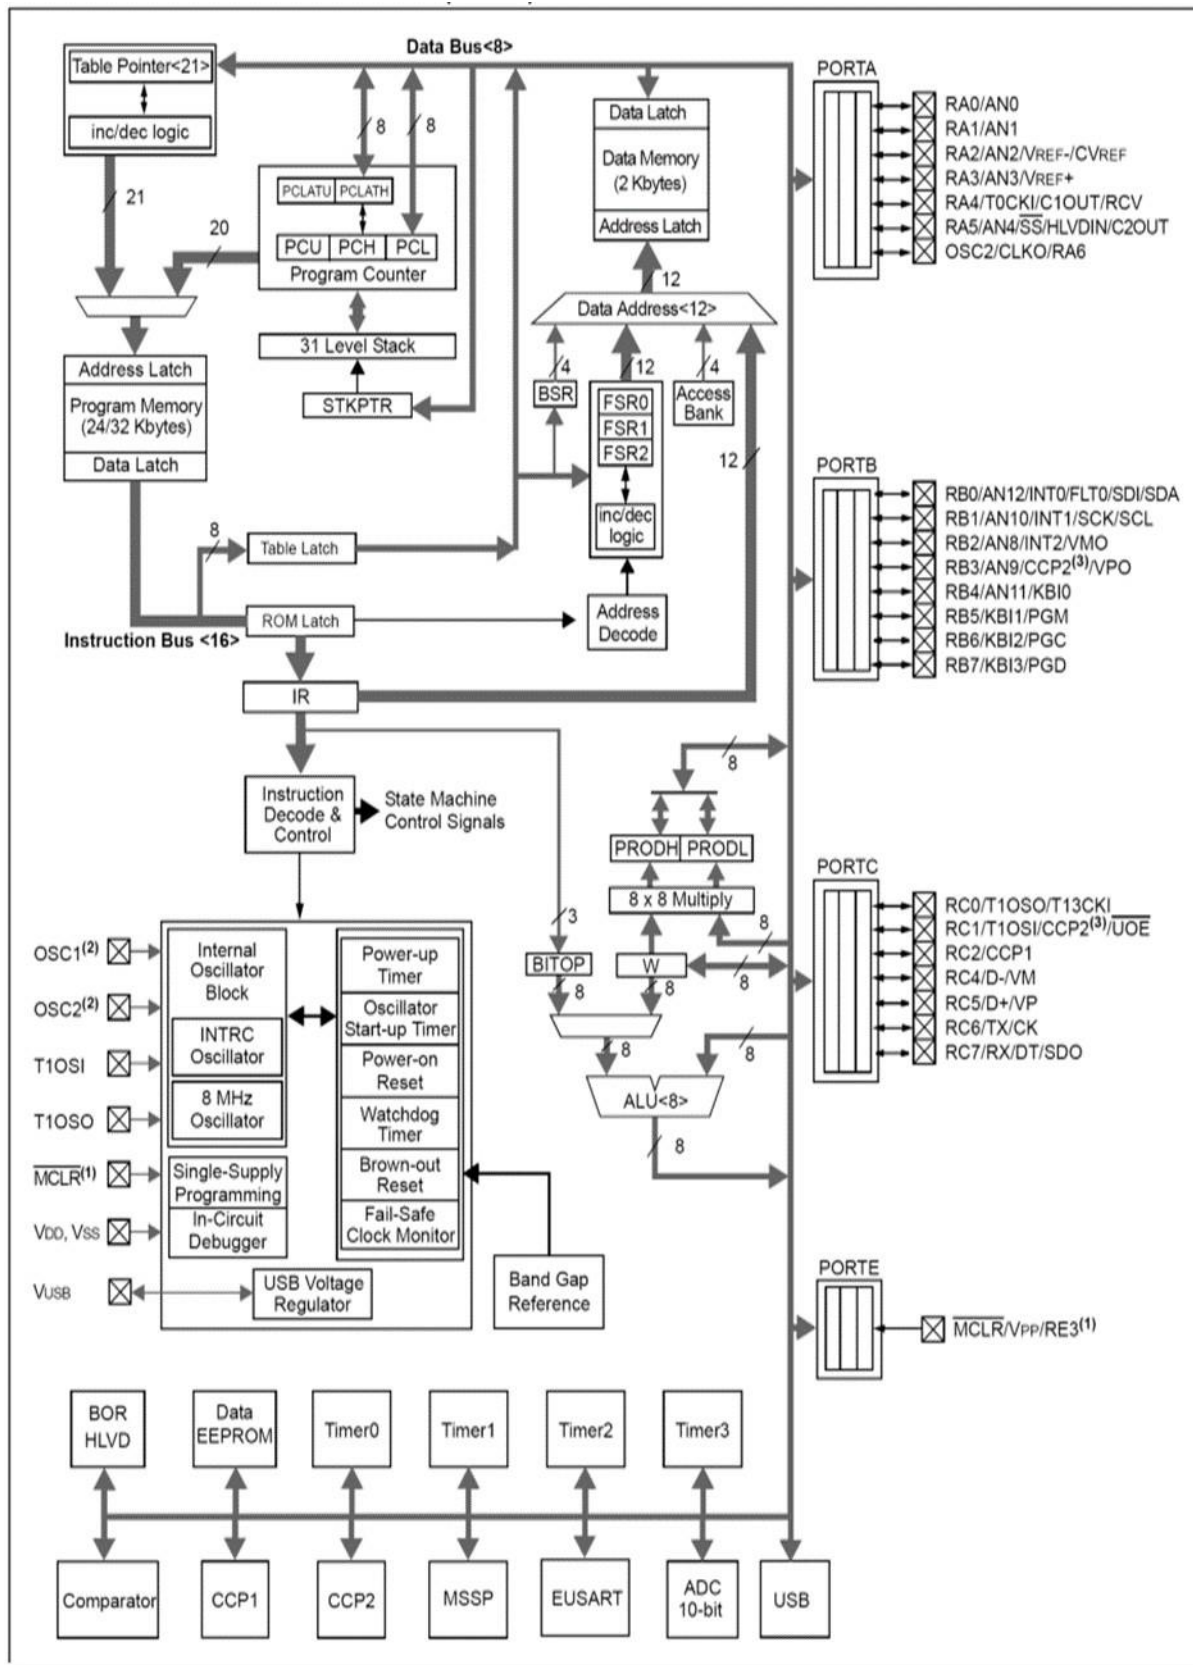 Data Bus<8>
Table Pointer<21>
inc/dec logic
21
20
8
8
PCLATU PCLATH
PCU PCH PCL
Program Counter
31 Level Stack
STKPTR
Address Latch
Program Memory
(24/32 Kbytes)
Data Latch
8
Table Latch
ROM Latch
Instruction Bus <16>
IR
Data Latch
Data Memory
(2 Kbytes)
Address Latch
12
Data Address<12>
4
12
4
BSR
FSR0
FSR1
FSR2
Access
Bank
inc/dec
logic
12
Address
Decode
Instruction
Decode &
Control
State Machine
Control Signals
8
PRODH PRODL
8 x 8 Multiply
8
3
BITOP
W
8
8
8
8
8
ALU<8>
8
OSC1(2)
OSC2(2)
T1OSI
T1OSO
MCLR(1)
VDD, VSS
VUSB
Internal
Oscillator
Block
INTRC
Oscillator
8 MHz
Oscillator
Single-Supply
Programming
In-Circuit
Debugger
Power-up
Timer
Oscillator
Start-up Timer
Power-on
Reset
Watchdog
Timer
Brown-out
Reset
Fail-Safe
Clock Monitor
USB Voltage
Regulator
Band Gap
Reference
PORTA
RA0/AN0
RA1/AN1
RA2/AN2/VREF-/CVREF
RA3/AN3/VREF+
RA4/T0CKI/C1OUT/RCV
RA5/AN4/SS/HLVDIN/C2OUT
OSC2/CLKO/RA6
PORTB
RB0/AN12/INT0/FLT0/SDI/SDA
RB1/AN10/INT1/SCK/SCL
RB2/AN8/INT2/VMO
RB3/AN9/CCP2(3)/VPO
RB4/AN11/KBI0
RB5/KBI1/PGM
RB6/KBI2/PGC
RB7/KBI3/PGD
PORTC
RC0/T1OSO/T13CKI
RC1/T1OSI/CCP2(3)/UOE
RC2/CCP1
RC4/D-/VM
RC5/D+/VP
RC6/TX/CK
RC7/RX/DT/SDO
PORTE
MCLR/VPP/RE3(1)
BOR
HLVD
Data
EEPROM
Timer0
Timer1
Timer2
Timer3
Comparator
CCP1
CCP2
MSSP
EUSART
ADC
10-bit
USB